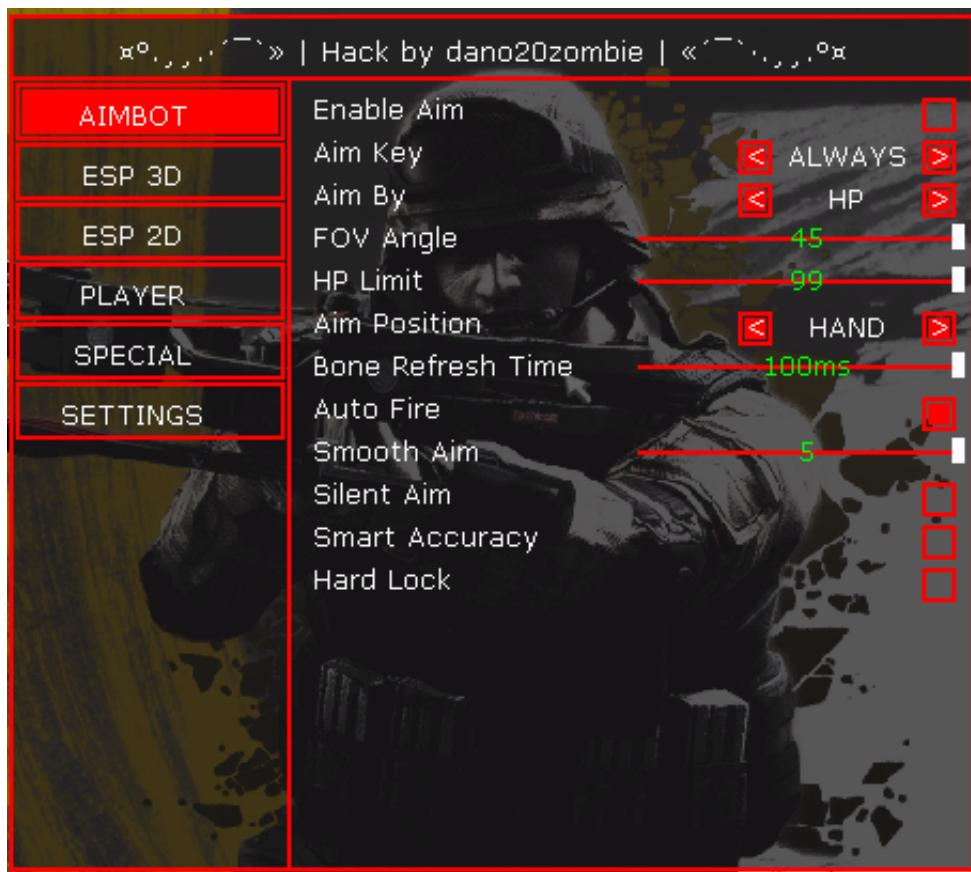 ¤º·¸¸.·´¯`» | Hack by dano20zombie | «´¯`·.¸¸.º¤
AIMBOT
ESP 3D
ESP 2D
PLAYER
SPECIAL
SETTINGS
Enable Aim
Aim Key < ALWAYS >
Aim By < HP >
FOV Angle 45
HP Limit 99
Aim Position < HAND >
Bone Refresh Time 100ms
Auto Fire
Smooth Aim 5
Silent Aim
Smart Accuracy
Hard Lock